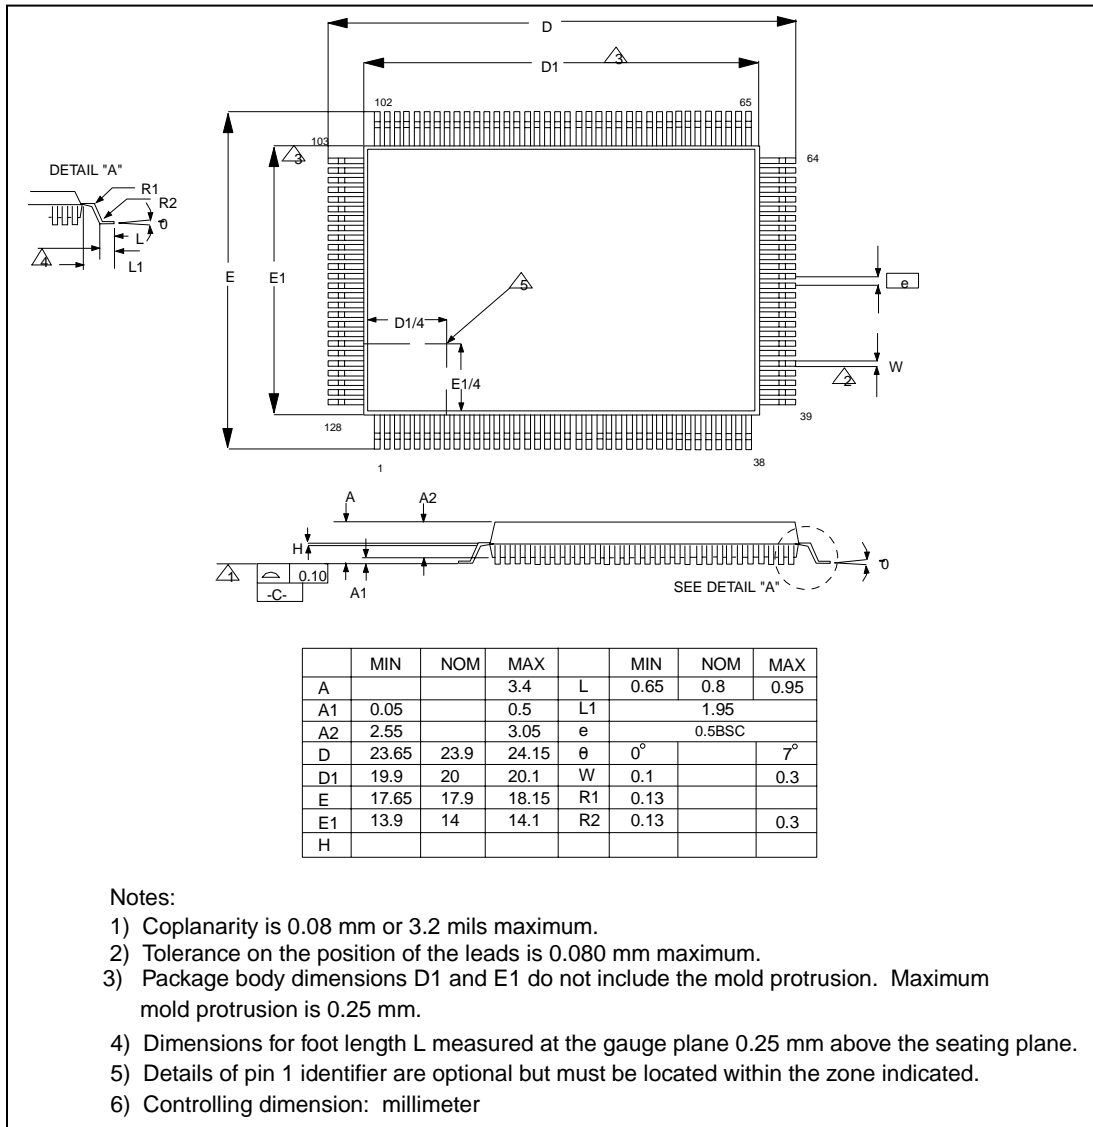 D
D1
3
102
65
103
3
64
DETAIL "A"
R1
R2
θ
L
4
L1
E
E1
5
e
D1/4
E1/4
W
2
128
39
1
38
A
A2
H
1
0.10
-C-
A1
SEE DETAIL "A"
θ
MIN NOM MAX MIN NOM MAX
A 3.4 L 0.65 0.8 0.95
A1 0.05 0.5 L1 1.95
A2 2.55 3.05 e 0.5BSC
D 23.65 23.9 24.15 θ 0° 7°
D1 19.9 20 20.1 W 0.1 0.3
E 17.65 17.9 18.15 R1 0.13
E1 13.9 14 14.1 R2 0.13 0.3
H
Notes:
1) Coplanarity is 0.08 mm or 3.2 mils maximum.
2) Tolerance on the position of the leads is 0.080 mm maximum.
3) Package body dimensions D1 and E1 do not include the mold protrusion. Maximum
mold protrusion is 0.25 mm.
4) Dimensions for foot length L measured at the gauge plane 0.25 mm above the seating plane.
5) Details of pin 1 identifier are optional but must be located within the zone indicated.
6) Controlling dimension: millimeter